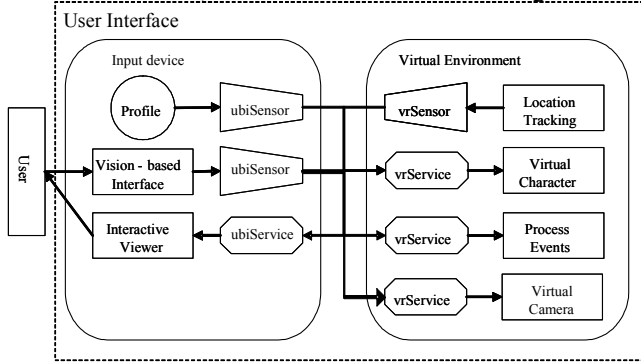 User Interface
Input device
Virtual Environment
Profile
ubiSensor
vrSensor
Location
Tracking
User
Vision - based
Interface
ubiSensor
vrService
Virtual
Character
Interactive
Viewer
ubiService
vrService
Process
Events
vrService
Virtual
Camera